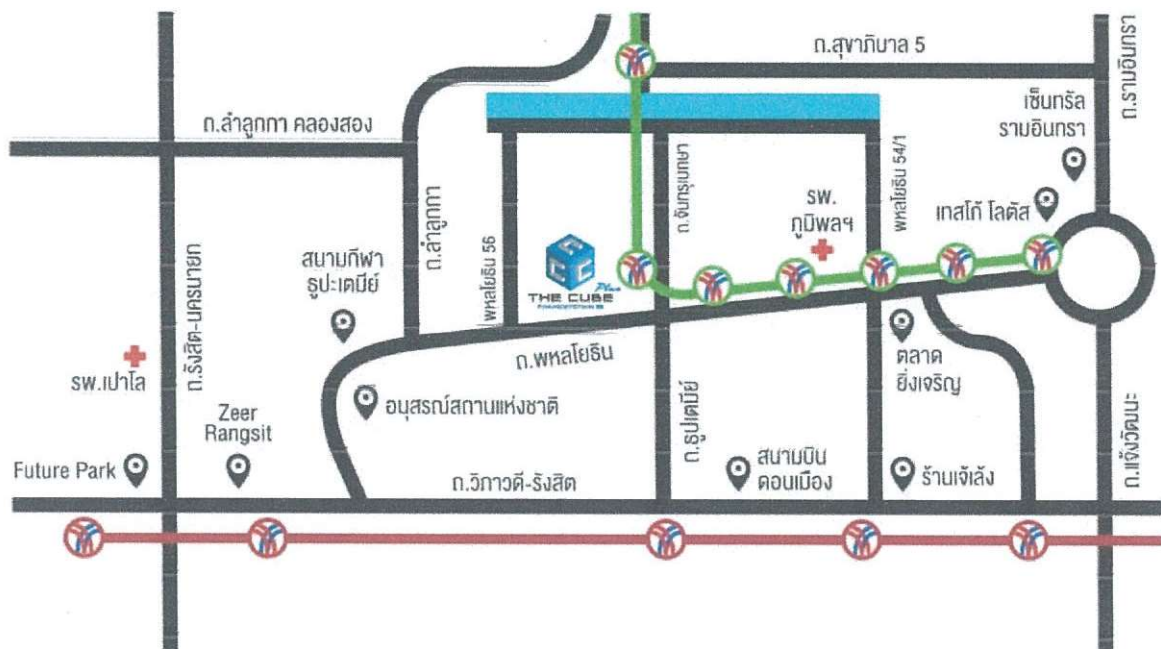 ถ.สุขาภิบาล 5
ถ.รามอินทรา
เซ็นทรัล
รามอินทรา
ถ.ลำลูกกา คลองสอง
ถ.จันทรุเบกษา
พหลโยธิน 54/1
รพ.
ภูมิพลฯ
เทสโก้ โลตัส
ถ.ลำลูกกา
พหลโยธิน 56
สนามกีฬา
ธูปะเตมีย์
THE CUBE
Plus
ถ.รังสิต-นครนายก
รพ.เปาโล
ถ.พหลโยธิน
ตลาด
ยิ่งเจริญ
อนุสรณ์สถานแห่งชาติ
Zeer
Rangsit
Future Park
ถ.วิภาวดี-รังสิต
ถ.ธูปเตมีย์
สนามบิน
ดอนเมือง
ร้านเจ้เล้ง
ถ.แจ้งวัฒนะ